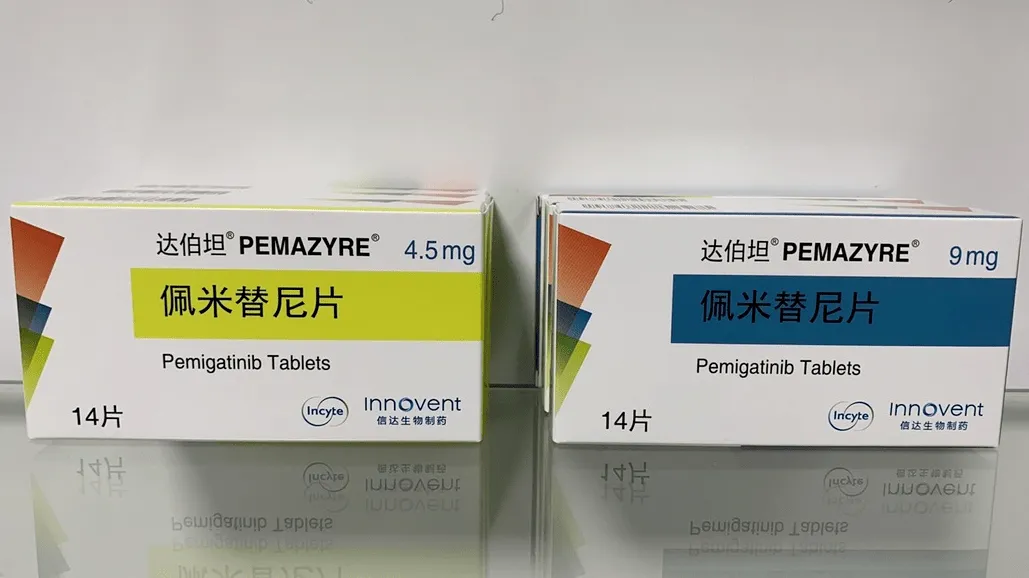 达伯坦® PEMAZYRE® 4.5 mg
佩米替尼片
Pemigatinib Tablets
14片
Incyte
Innovent
信达生物制药
达伯坦® PEMAZYRE® 9 mg
佩米替尼片
Pemigatinib Tablets
14片
Incyte
Innovent
信达生物制药